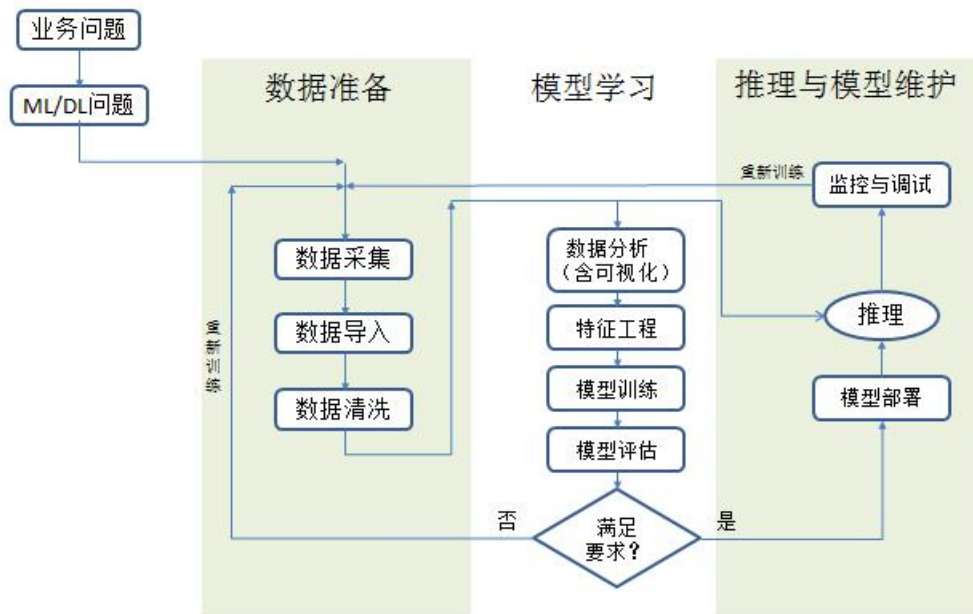 业务问题
ML/DL问题
数据准备
模型学习
推理与模型维护
重新训练
监控与调试
数据采集
数据导入
数据清洗
重新训练
数据分析
（含可视化）
特征工程
模型训练
模型评估
满足
要求？
否
是
推理
模型部署